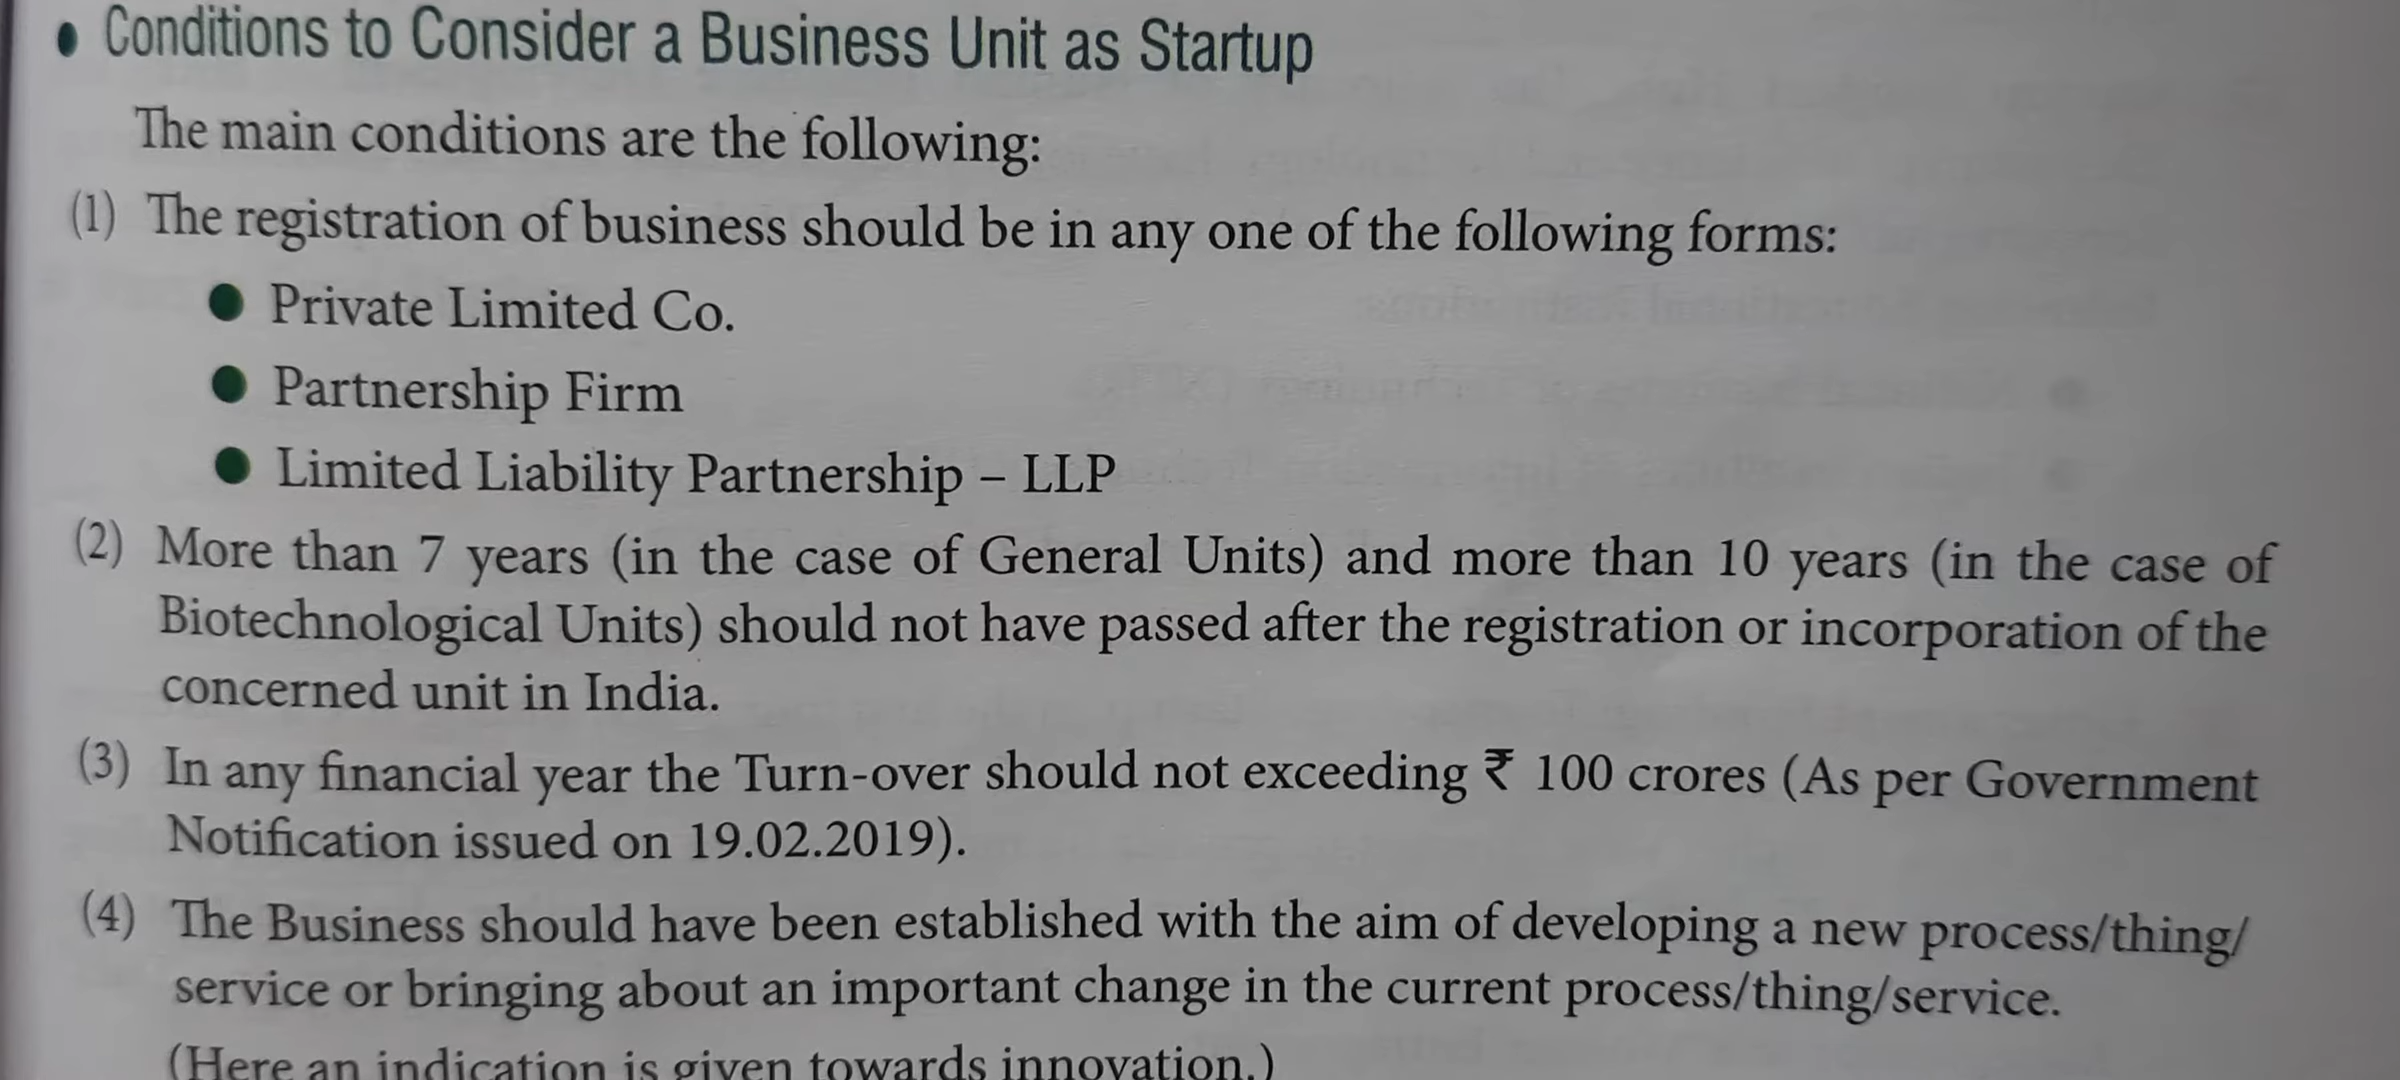 • Conditions to Consider a Business Unit as Startup
The main conditions are the following:
(1) The registration of business should be in any one of the following forms:
● Private Limited Co.
● Partnership Firm
● Limited Liability Partnership – LLP
(2) More than 7 years (in the case of General Units) and more than 10 years (in the case of
Biotechnological Units) should not have passed after the registration or incorporation of the
concerned unit in India.
(3) In any financial year the Turn-over should not exceeding ₹ 100 crores (As per Government
Notification issued on 19.02.2019).
(4) The Business should have been established with the aim of developing a new process/thing/
service or bringing about an important change in the current process/thing/service.
(Here an indication is given towards innovation.)